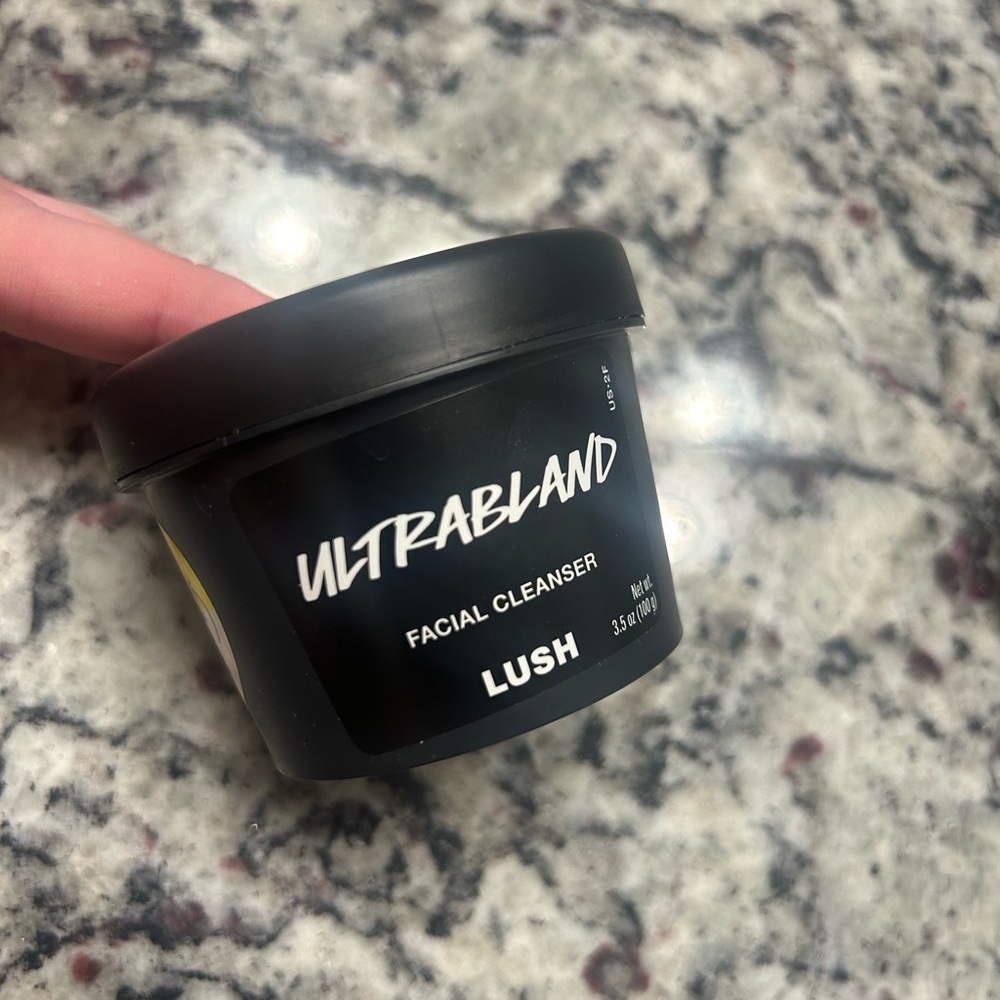 US-2F
ULTRABLAND
FACIAL CLEANSER
LUSH
Net wt.
3.5 oz (100 g)